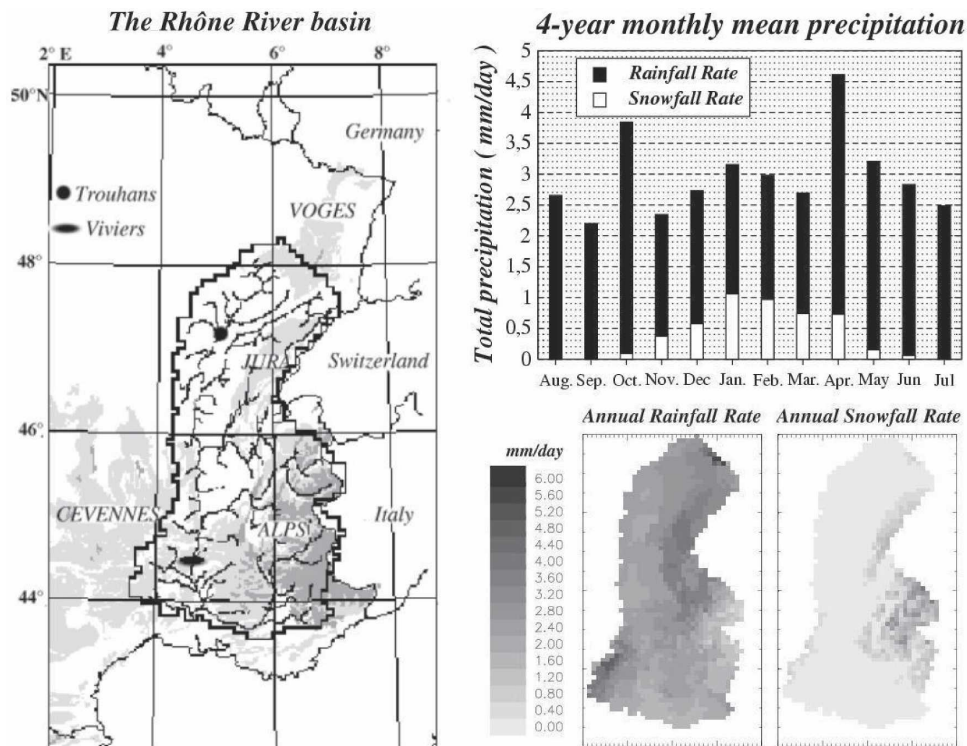 The Rhône River basin
2° E 4° 6° 8°
50°N
Germany
Trouhans
VOGES
Viviers
48°
JURA
Switzerland
46°
CEVENNES
ALPS
Italy
44°
4-year monthly mean precipitation
Total precipitation ( mm/day)
5
4,5
4
3,5
3
2,5
2
1,5
1
0,5
0
Rainfall Rate
Snowfall Rate
Aug. Sep. Oct. Nov. Dec Jan. Feb. Mar. Apr. May Jun Jul
Annual Rainfall Rate
Annual Snowfall Rate
mm/day
6.00
5.60
5.20
4.80
4.40
4.00
3.60
3.20
2.80
2.40
2.00
1.60
1.20
0.80
0.40
0.00